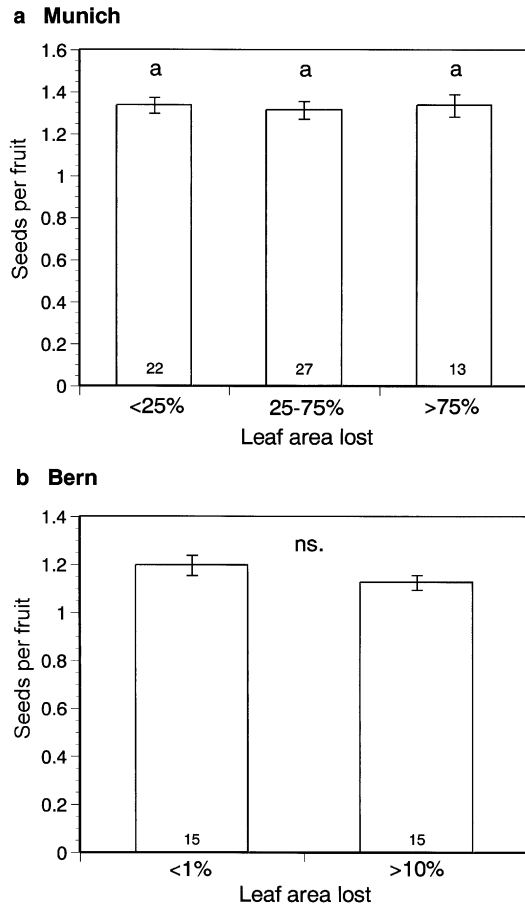 a Munich
1.6
a a a
1.4
1.2
1
0.8
0.6
0.4
0.2
22 27 13
0
<25% 25-75% >75%
Leaf area lost
Seeds per fruit
b Bern
1.4
ns.
1.2
1
0.8
0.6
0.4
0.2
15 15
0
<1% >10%
Leaf area lost
Seeds per fruit